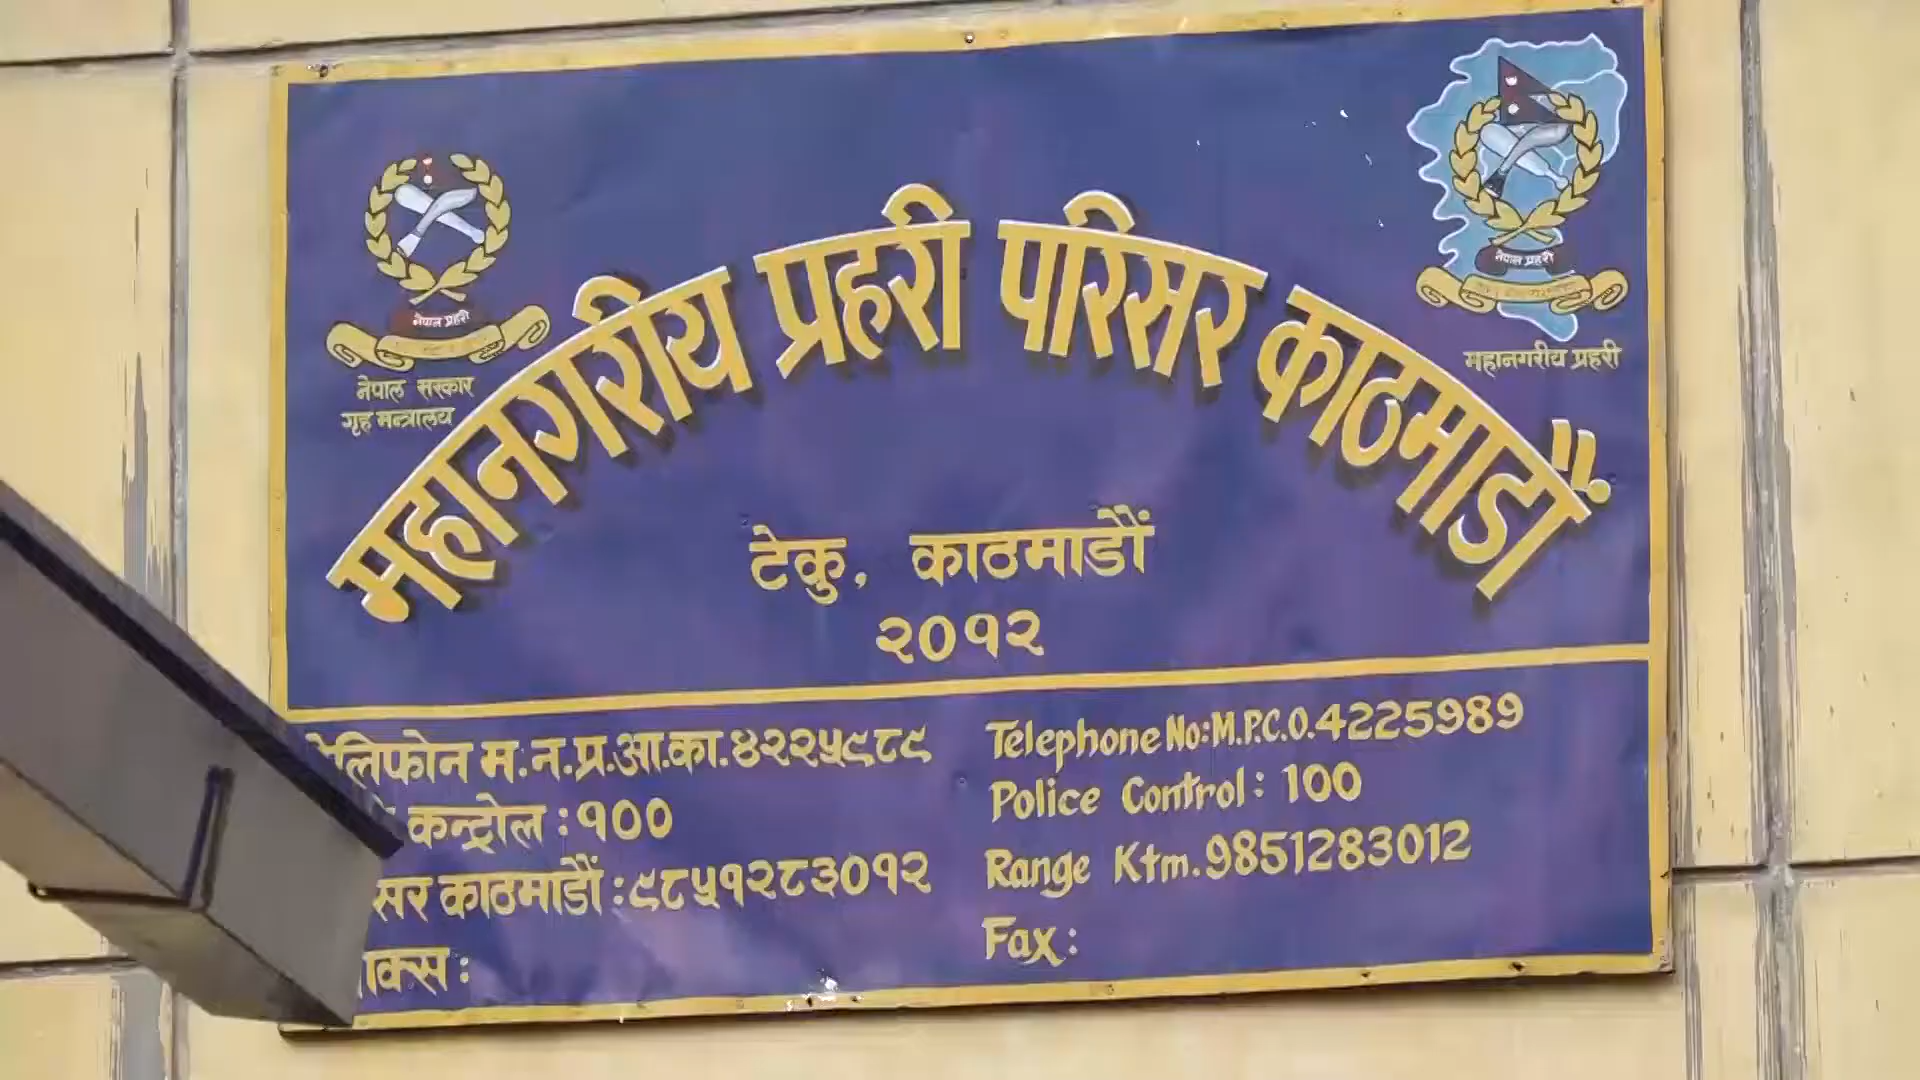 नेपाल प्रहरी
नेपाल सरकार
गृह मन्त्रालय
नेपाल प्रहरी
महानगरीय प्रहरी
महानगरीय प्रहरी परिसर काठमाडौं
टेकु, काठमाडौं
२०१२
टेलिफोन म.न.प्र.आ.का.४२२५९८९
कन्ट्रोल : १००
सर काठमाडौं : ९८५१२८३०१२
ाक्स :
Telephone No: M.P.C.O. 4225989
Police Control : 100
Range Ktm. 9851283012
Fax :